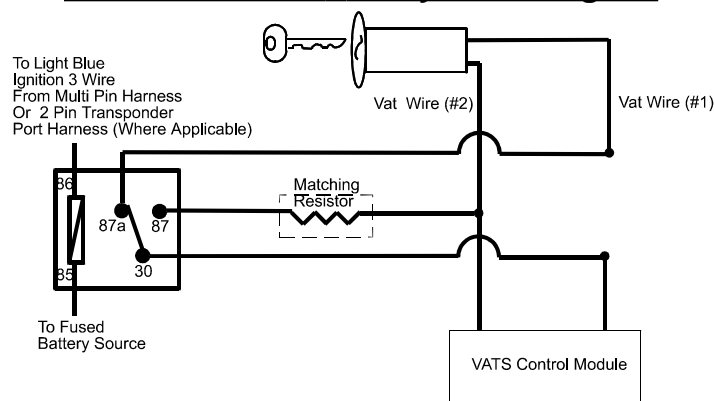 To Light Blue
Ignition 3 Wire
From Multi Pin Harness
Or 2 Pin Transponder
Port Harness (Where Applicable)
Vat Wire (#2)
Vat Wire (#1)
86
87a
87
Matching
Resistor
30
85
To Fused
Battery Source
VATS Control Module